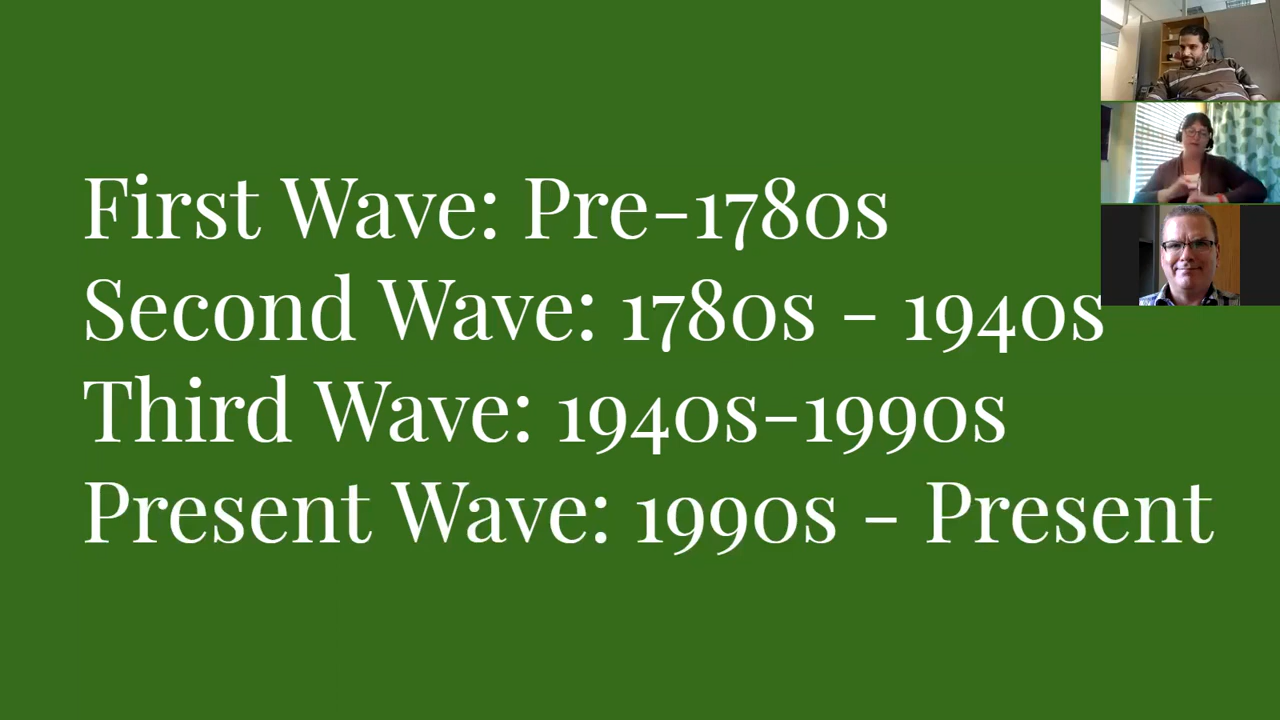 First Wave: Pre-1780s
Second Wave: 1780s - 1940s
Third Wave: 1940s-1990s
Present Wave: 1990s - Present